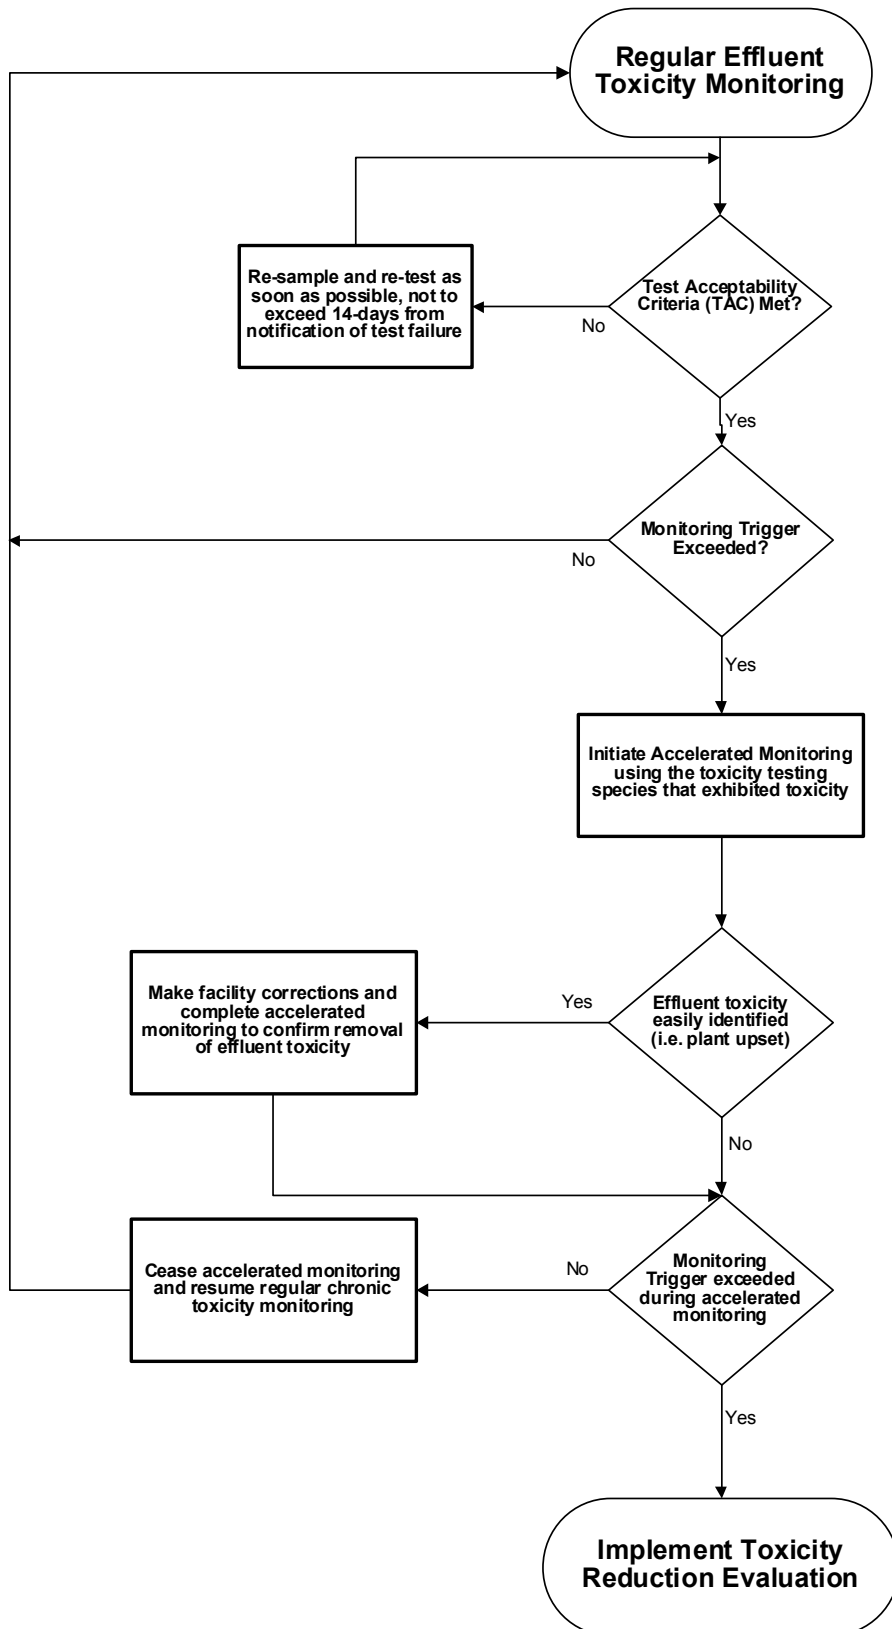 Regular Effluent
Toxicity Monitoring
Re-sample and re-test as
soon as possible, not to
exceed 14-days from
notification of test failure
Test Acceptability
Criteria (TAC) Met?
No
Yes
Monitoring Trigger
Exceeded?
No
Yes
Initiate Accelerated Monitoring
using the toxicity testing
species that exhibited toxicity
Make facility corrections and
complete accelerated
monitoring to confirm removal
of effluent toxicity
Yes
Effluent toxicity
easily identified
(i.e. plant upset)
No
Cease accelerated monitoring
and resume regular chronic
toxicity monitoring
No
Monitoring
Trigger exceeded
during accelerated
monitoring
Yes
Implement Toxicity
Reduction Evaluation